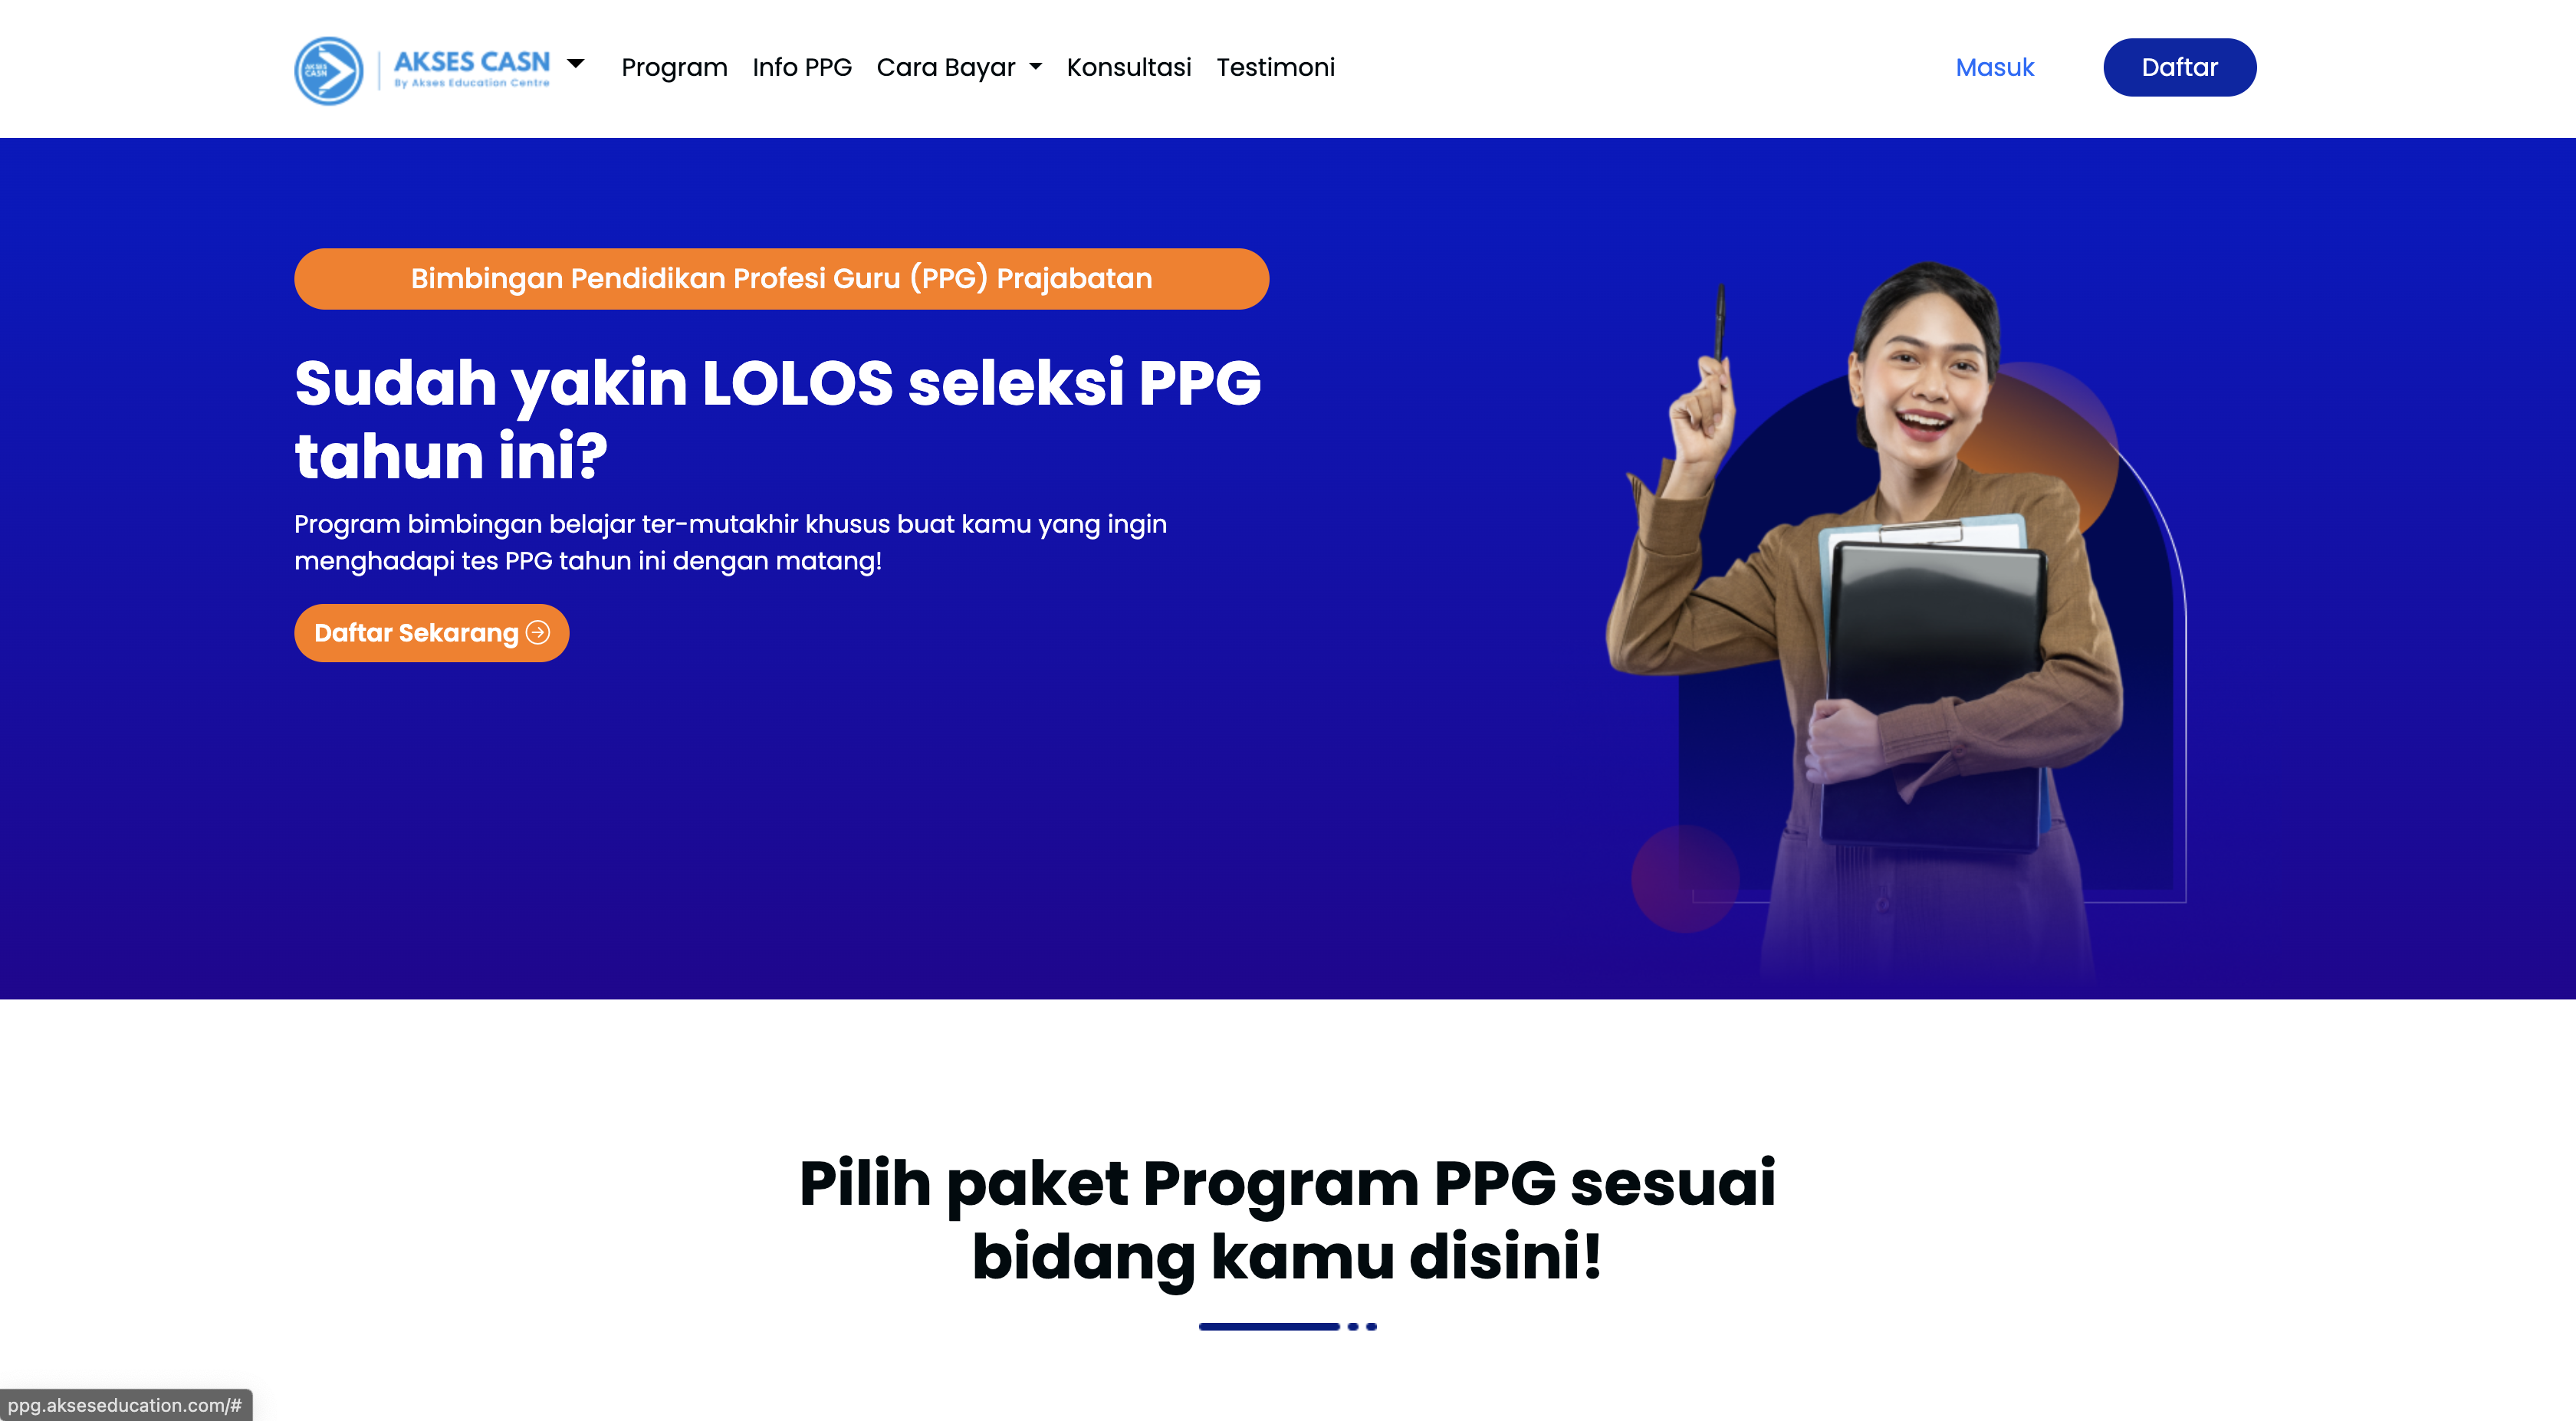 AKSES CASN
AKSES CASN
By Akses Education Centre
Program
Info PPG
Cara Bayar
Konsultasi
Testimoni
Masuk
Daftar
Bimbingan Pendidikan Profesi Guru (PPG) Prajabatan
Sudah yakin LOLOS seleksi PPG
tahun ini?
Program bimbingan belajar ter-mutakhir khusus buat kamu yang ingin
menghadapi tes PPG tahun ini dengan matang!
Daftar Sekarang
Pilih paket Program PPG sesuai
bidang kamu disini!
ppg.akseseducation.com/#